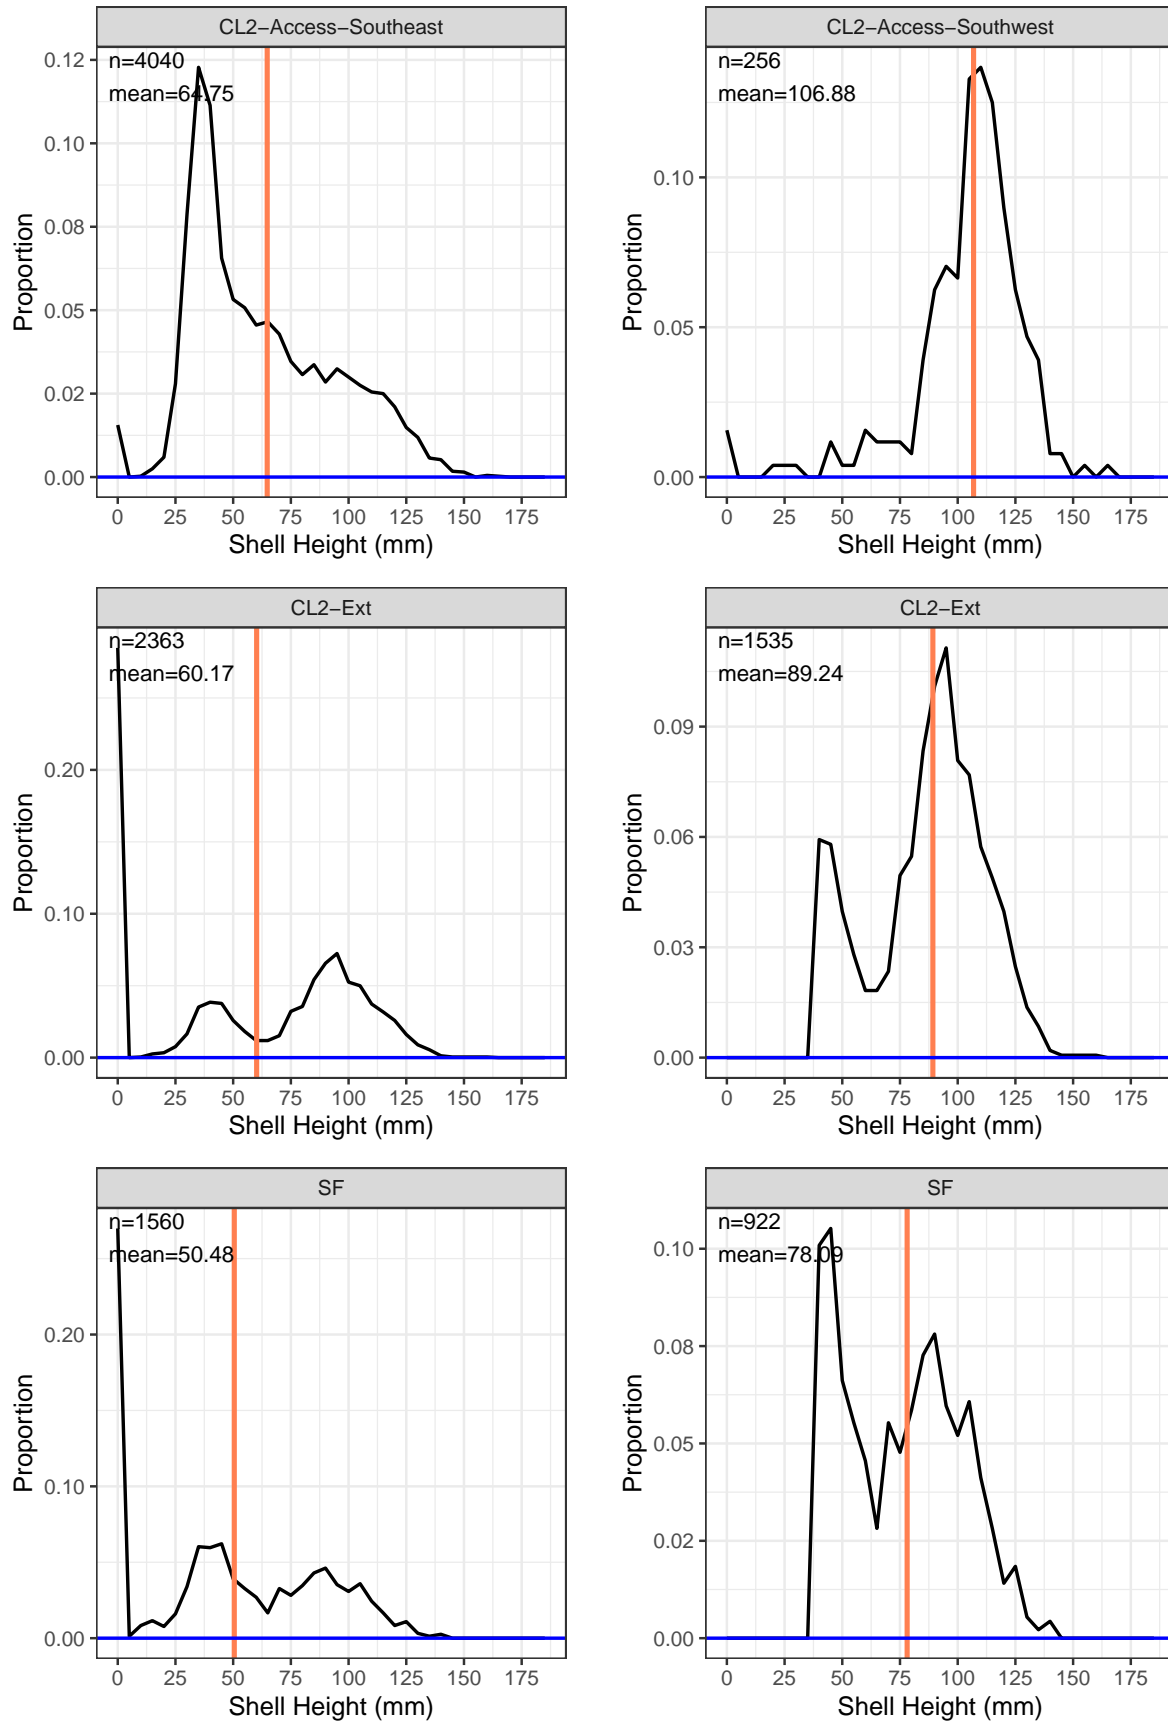 CL2−Access−Southeast
n=4040
mean=64.75
0.12
0.10
0.08
0.05
0.02
0.00
Proportion
0 25 50 75 100 125 150 175
Shell Height (mm)
CL2−Access−Southwest
n=256
mean=106.88
0.10
0.05
0.00
Proportion
0 25 50 75 100 125 150 175
Shell Height (mm)
CL2−Ext
n=2363
mean=60.17
0.20
0.10
0.00
Proportion
0 25 50 75 100 125 150 175
Shell Height (mm)
CL2−Ext
n=1535
mean=89.24
0.09
0.06
0.03
0.00
Proportion
0 25 50 75 100 125 150 175
Shell Height (mm)
SF
n=1560
mean=50.48
0.20
0.10
0.00
Proportion
0 25 50 75 100 125 150 175
Shell Height (mm)
SF
n=922
mean=78.09
0.10
0.08
0.05
0.02
0.00
Proportion
0 25 50 75 100 125 150 175
Shell Height (mm)